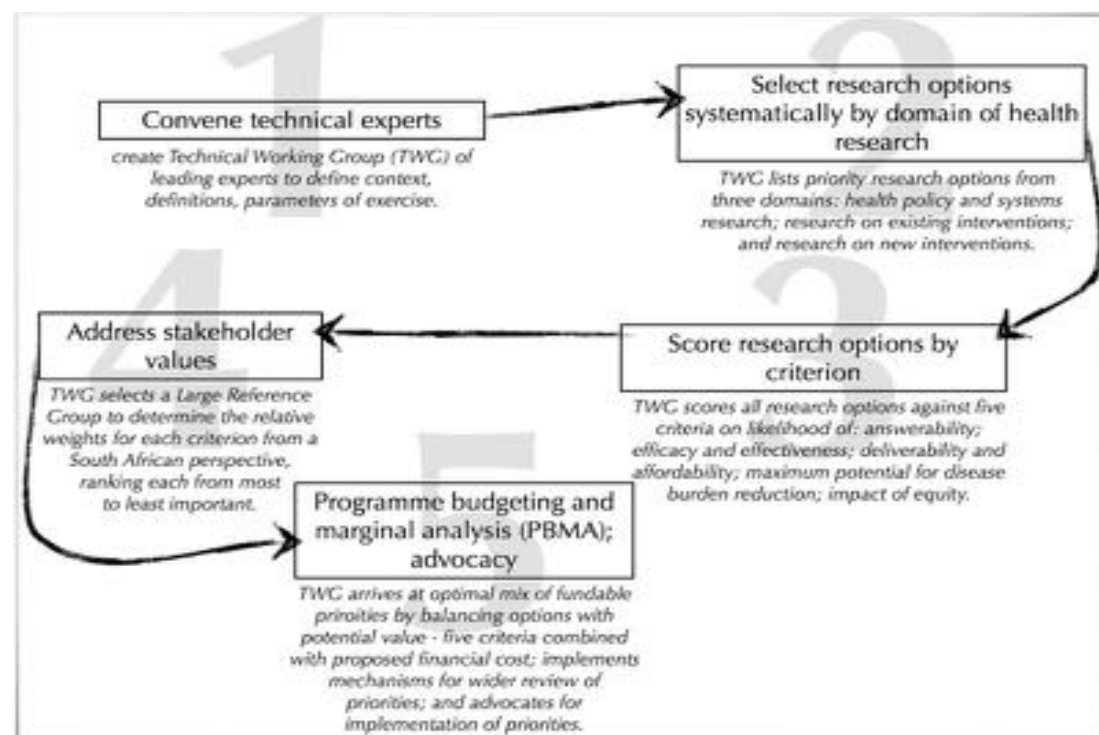 1
Convene technical experts
create Technical Working Group (TWG) of
leading experts to define context,
definitions, parameters of exercise.
2
Select research options
systematically by domain of health
research
TWG lists priority research options from
three domains: health policy and systems
research; research on existing interventions;
and research on new interventions.
3
Score research options by
criterion
TWG scores all research options against five
criteria on likelihood of: answerability;
efficacy and effectiveness; deliverability and
affordability; maximum potential for disease
burden reduction; impact of equity.
4
Address stakeholder
values
TWG selects a Large Reference
Group to determine the relative
weights for each criterion from a
South African perspective,
ranking each from most
to least important.
5
Programme budgeting and
marginal analysis (PBMA);
advocacy
TWG arrives at optimal mix of fundable
priroities by balancing options with
potential value - five criteria combined
with proposed financial cost; implements
mechanisms for wider review of
priorities; and advocates for
implementation of priorities.